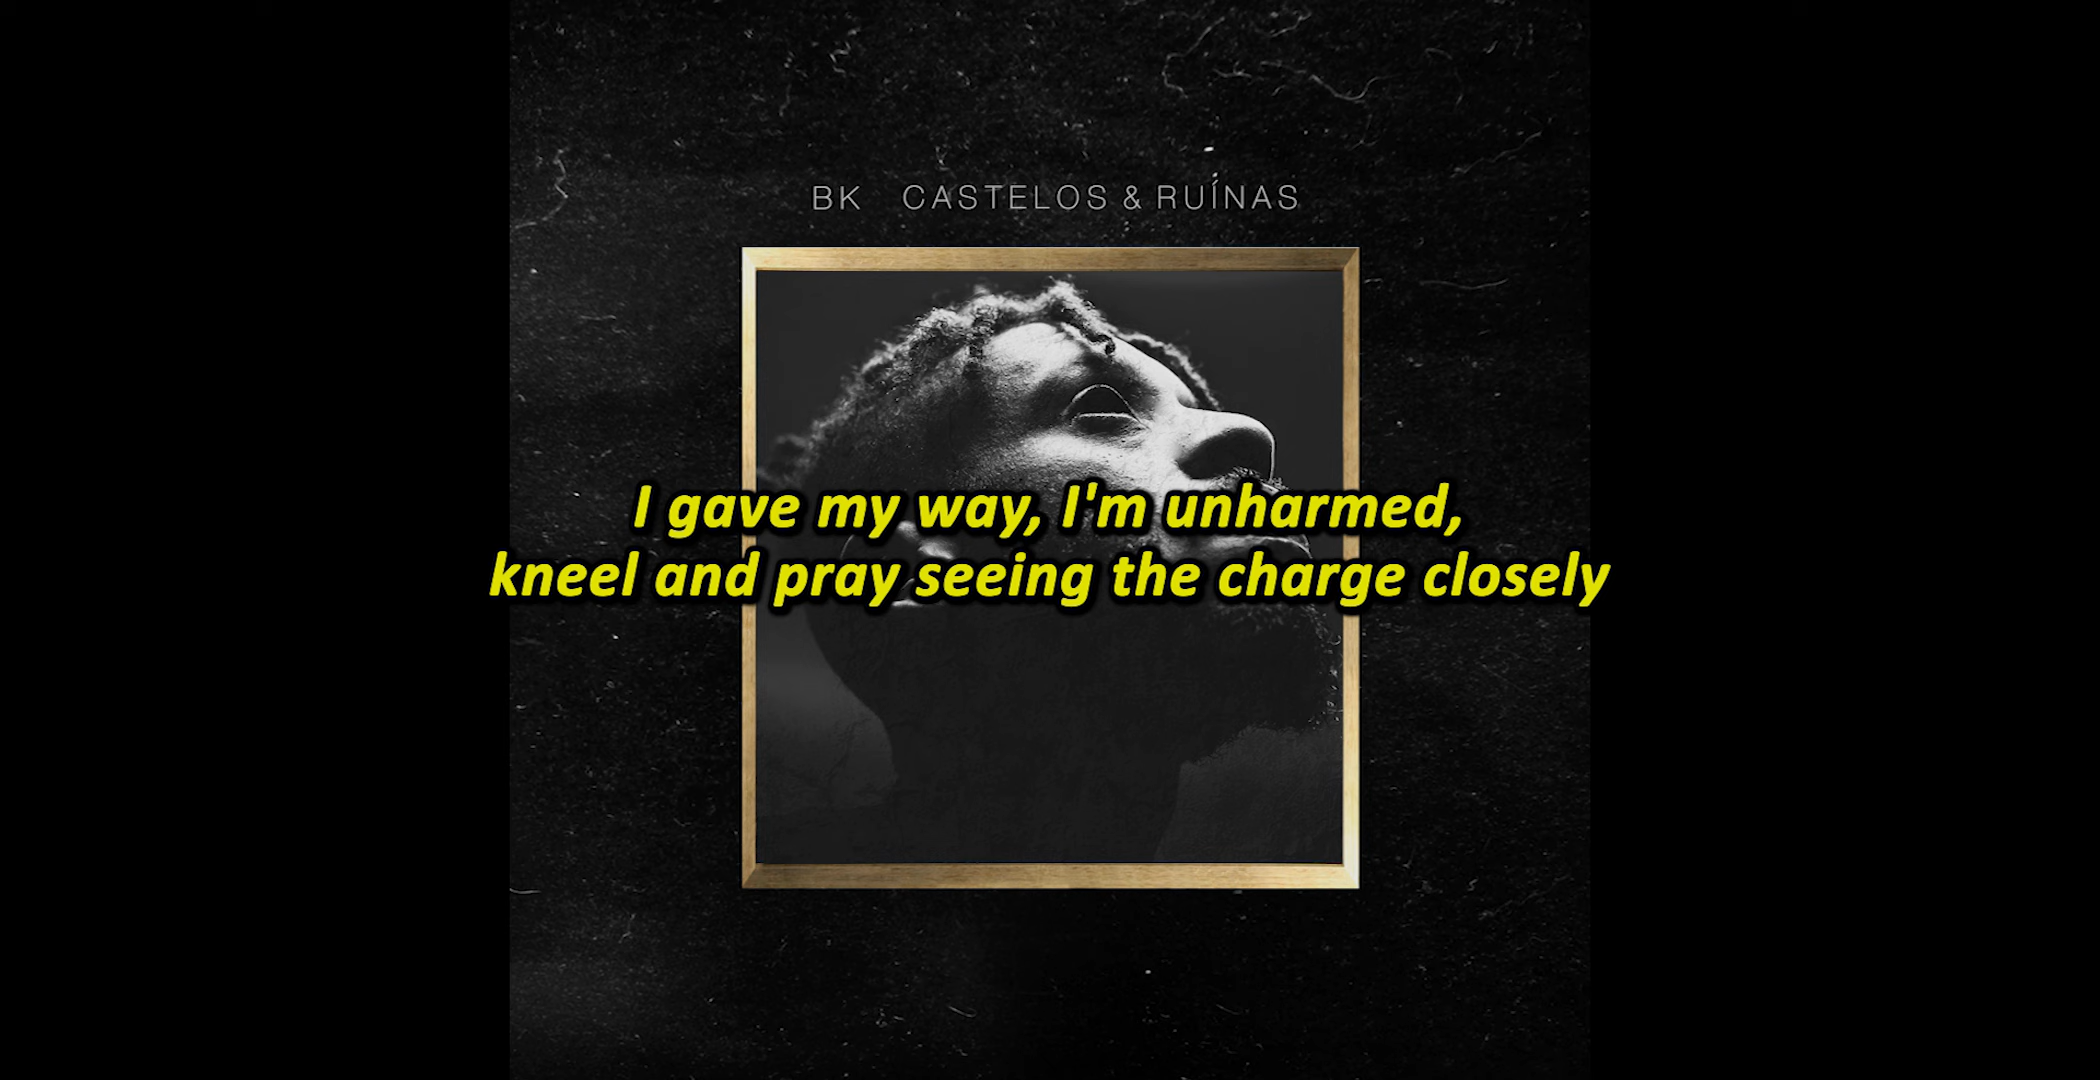 BK CASTELOS & RUÍNAS
I gave my way, I'm unharmed,
kneel and pray seeing the charge closely